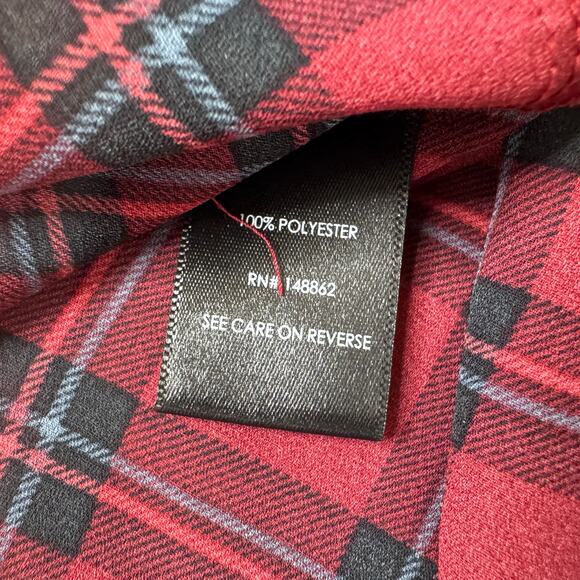 100% POLYESTER
RN# 148862
SEE CARE ON REVERSE